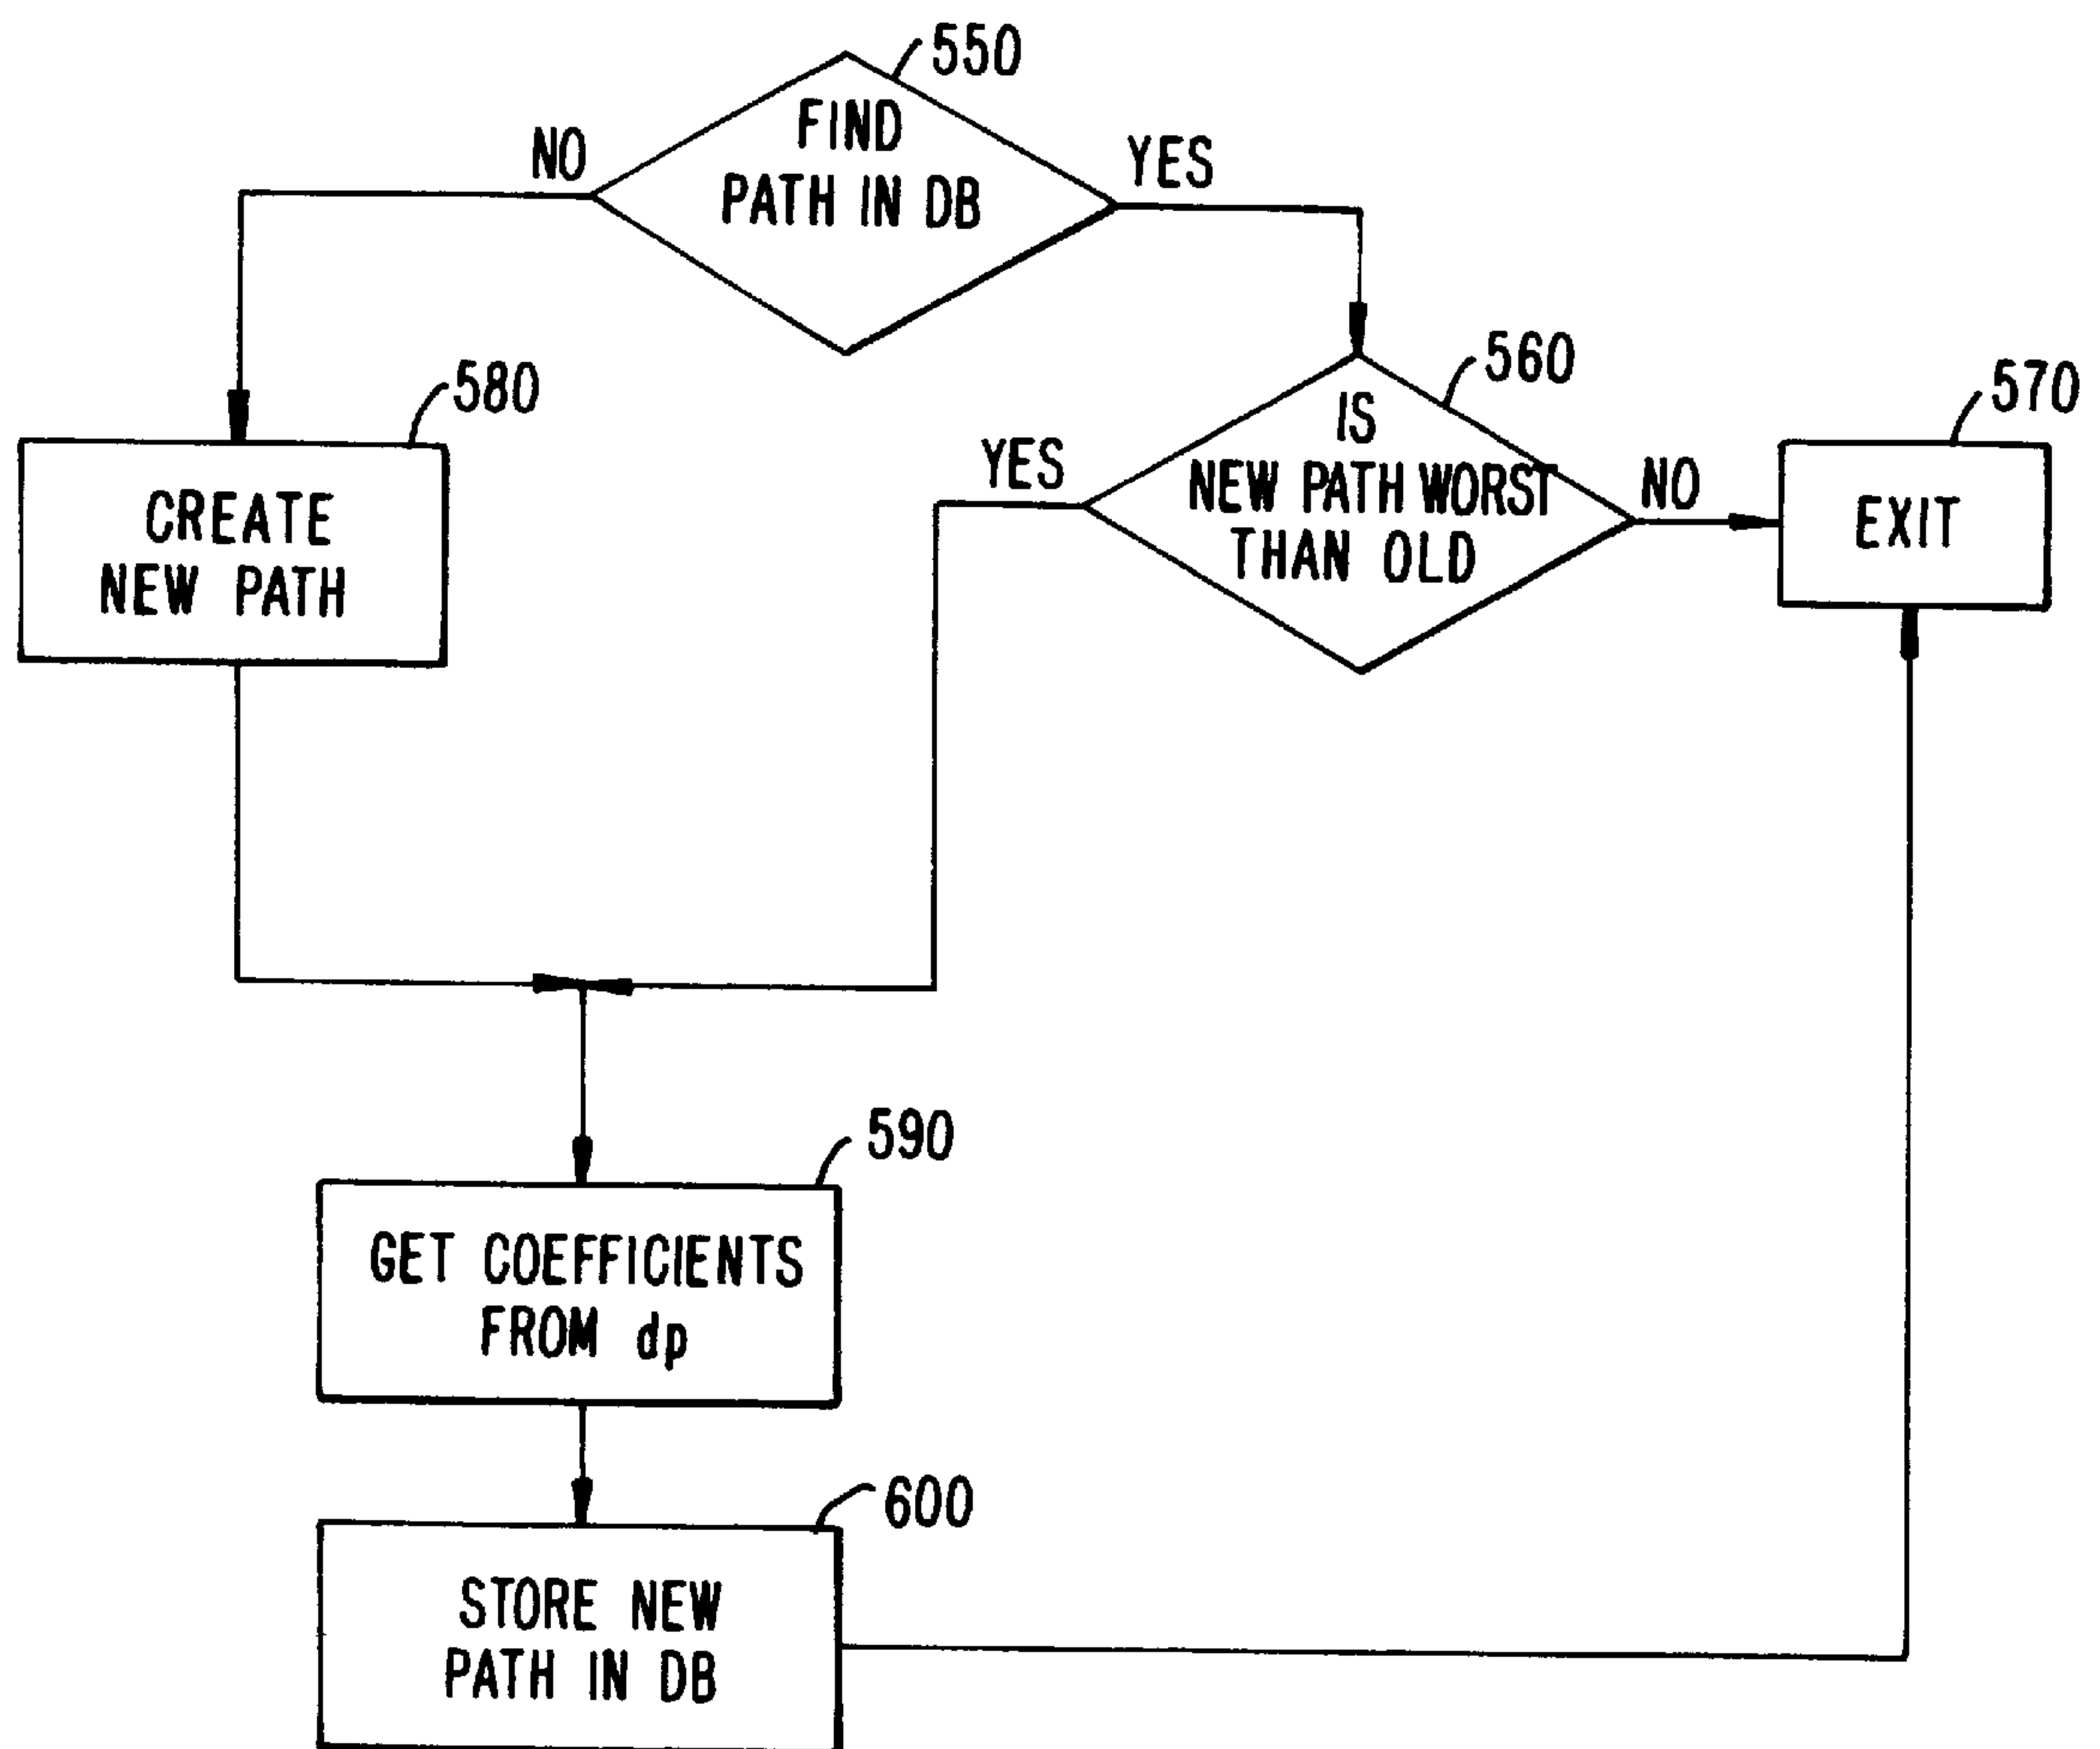 550
FIND
PATH IN DB
NO
YES
560
IS
NEW PATH WORST
THAN OLD
YES
NO
570
EXIT
580
CREATE
NEW PATH
590
GET COEFFICIENTS
FROM dp
600
STORE NEW
PATH IN DB